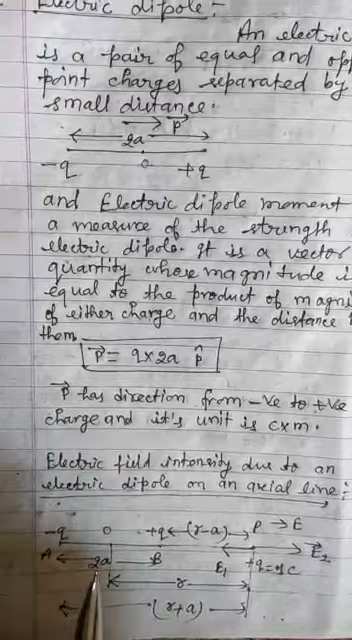 Electric dipole:-
An electric
is a pair of equal and opp
point charges separated by
small distance.
→ P⃗
2a
-q o +q
and Electric dipole moment
a measure of the strength
electric dipole. It is a vector
quantity whose magnitude i
equal to the product of magni
of either charge and the distance
them.
P⃗ = q×2a p̂
P⃗ has direction from -ve to +ve
charge and it's unit is c×m.
Electric field intensity due to an
electric dipole on an axial line:
-q o +q (r-a) P → E
A 2a B E₁ +q=1C E⃗₂
r
(r+a)